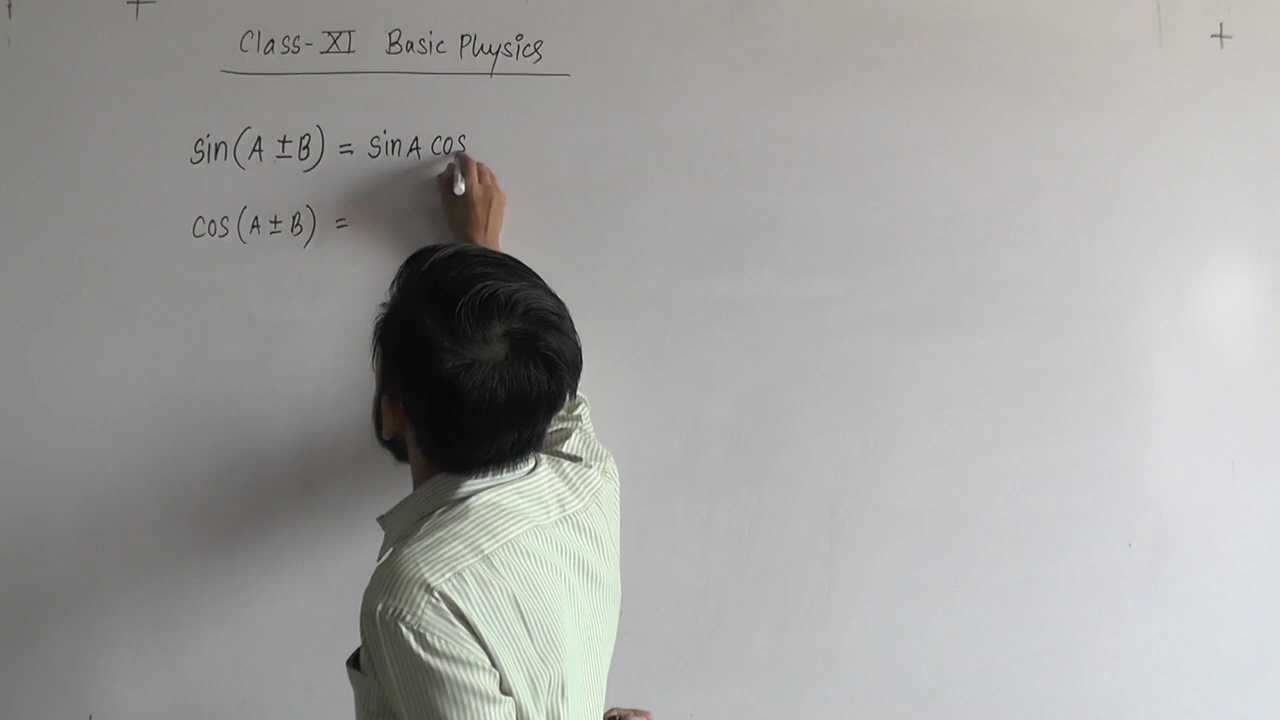 Class-XI Basic Physics
sin(A ± B) = sin A cos
cos(A ± B) =